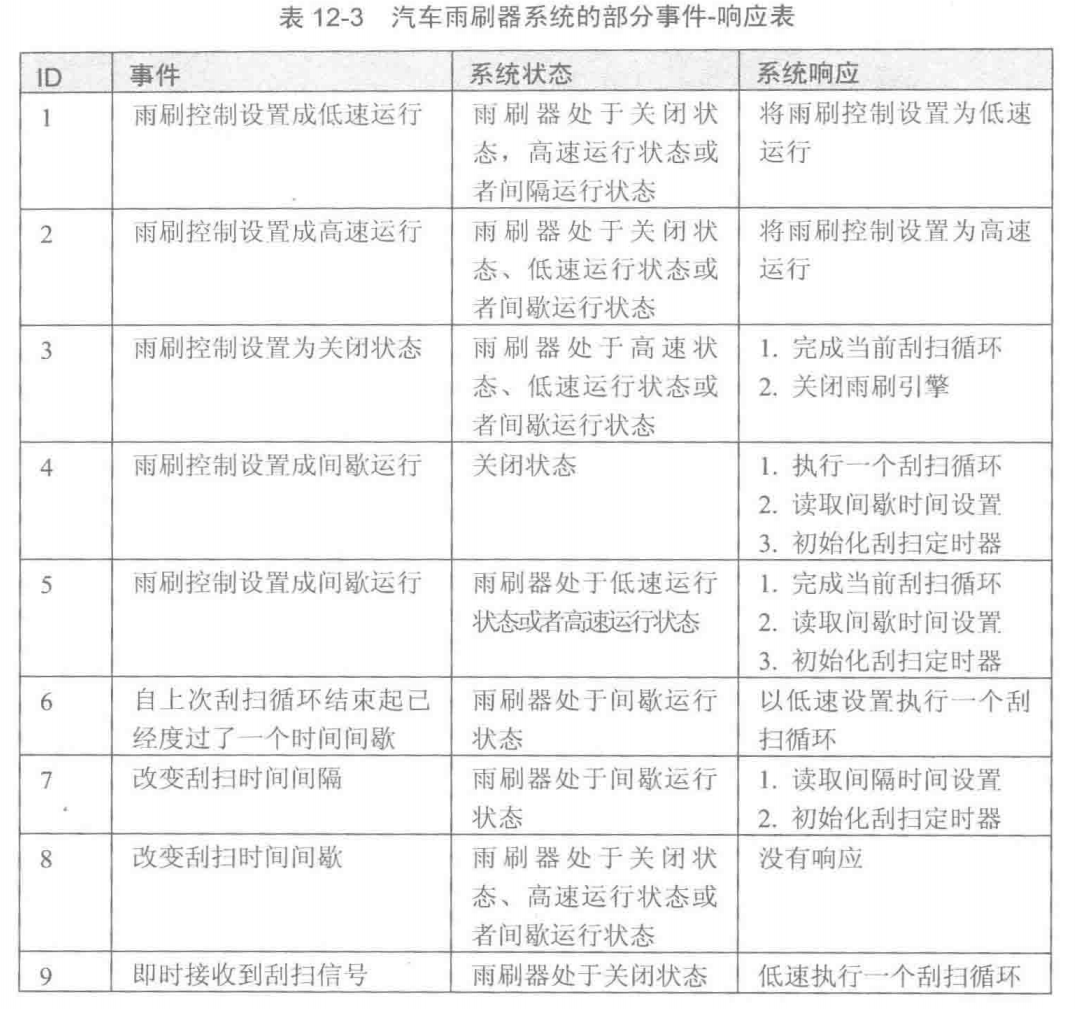 表 12-3 汽车雨刷器系统的部分事件-响应表
ID 事件 系统状态 系统响应
1 雨刷控制设置成低速运行 雨刷器处于关闭状 将雨刷控制设置为低速
态，高速运行状态或 运行
者间隔运行状态
2 雨刷控制设置成高速运行 雨刷器处于关闭状 将雨刷控制设置为高速
态、低速运行状态或 运行
者间歇运行状态
3 雨刷控制设置为关闭状态 雨刷器处于高速状 1. 完成当前刮扫循环
态、低速运行状态或 2. 关闭雨刷引擎
者间歇运行状态
4 雨刷控制设置成间歇运行 关闭状态 1. 执行一个刮扫循环
2. 读取间歇时间设置
3. 初始化刮扫定时器
5 雨刷控制设置成间歇运行 雨刷器处于低速运行 1. 完成当前刮扫循环
状态或者高速运行状态 2. 读取间歇时间设置
3. 初始化刮扫定时器
6 自上次刮扫循环结束起已 雨刷器处于间歇运行 以低速设置执行一个刮
经度过了一个时间间歇 状态 扫循环
7 改变刮扫时间间隔 雨刷器处于间歇运行 1. 读取间隔时间设置
状态 2. 初始化刮扫定时器
8 改变刮扫时间间歇 雨刷器处于关闭状 没有响应
态、高速运行状态或
者间歇运行状态
9 即时接收到刮扫信号 雨刷器处于关闭状态 低速执行一个刮扫循环